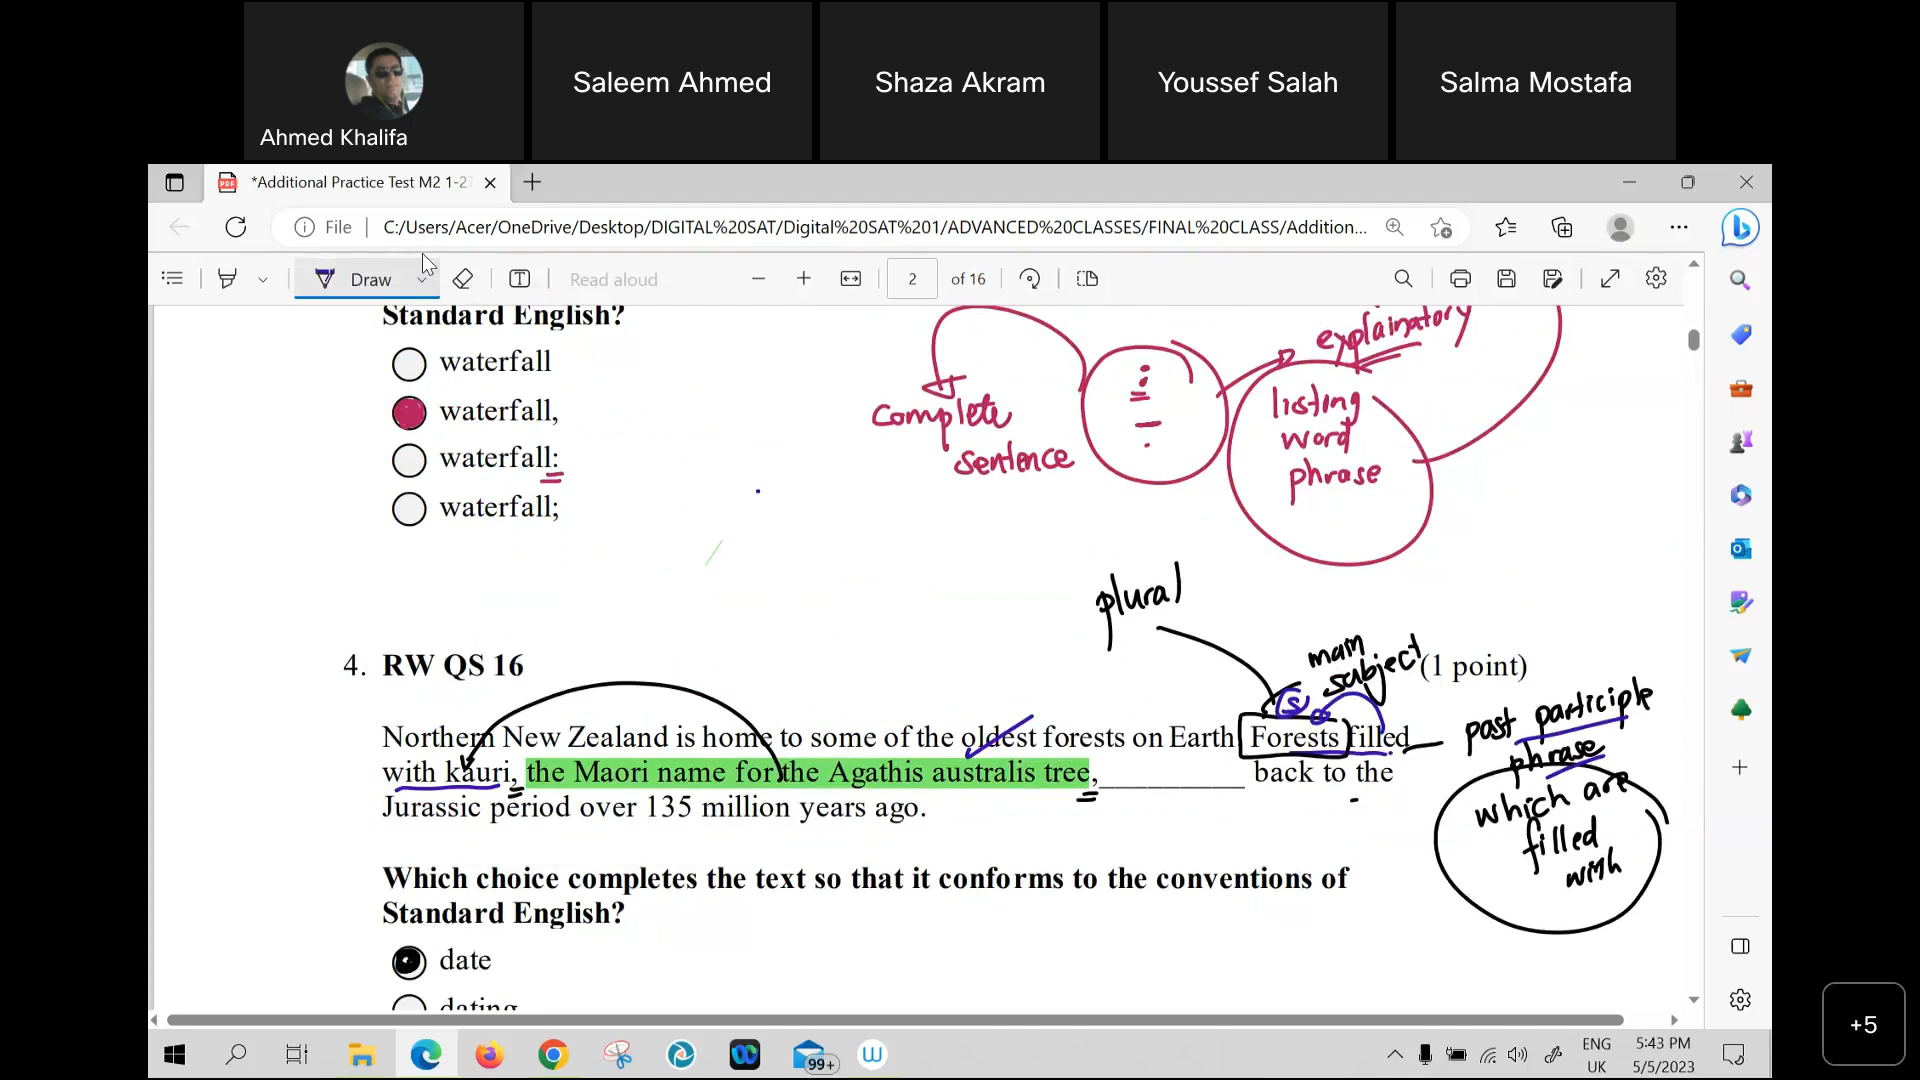 Saleem Ahmed
Shaza Akram
Youssef Salah
Salma Mostafa
Ahmed Khalifa
*Additional Practice Test M2 1-27
File
C:/Users/Acer/OneDrive/Desktop/DIGITAL%20SAT/Digital%20SAT%201/ADVANCED%20CLASSES/FINAL%20CLASS/Addition...
Draw
Read aloud
2
of 16
Standard English?
waterfall
waterfall,
waterfall:
waterfall;
explainatory
complete
sentence
listing
word
phrase
plural
main
subject
4. RW QS 16
(1 point)
S
Northern New Zealand is home to some of the oldest forests on Earth Forests filled
with kauri, the Maori name for the Agathis australis tree,__________ back to the
Jurassic period over 135 million years ago.
past participle
phrase
which are
filled
with
Which choice completes the text so that it conforms to the conventions of
Standard English?
date
dating
+5
99+
ENG
UK
5:43 PM
5/5/2023